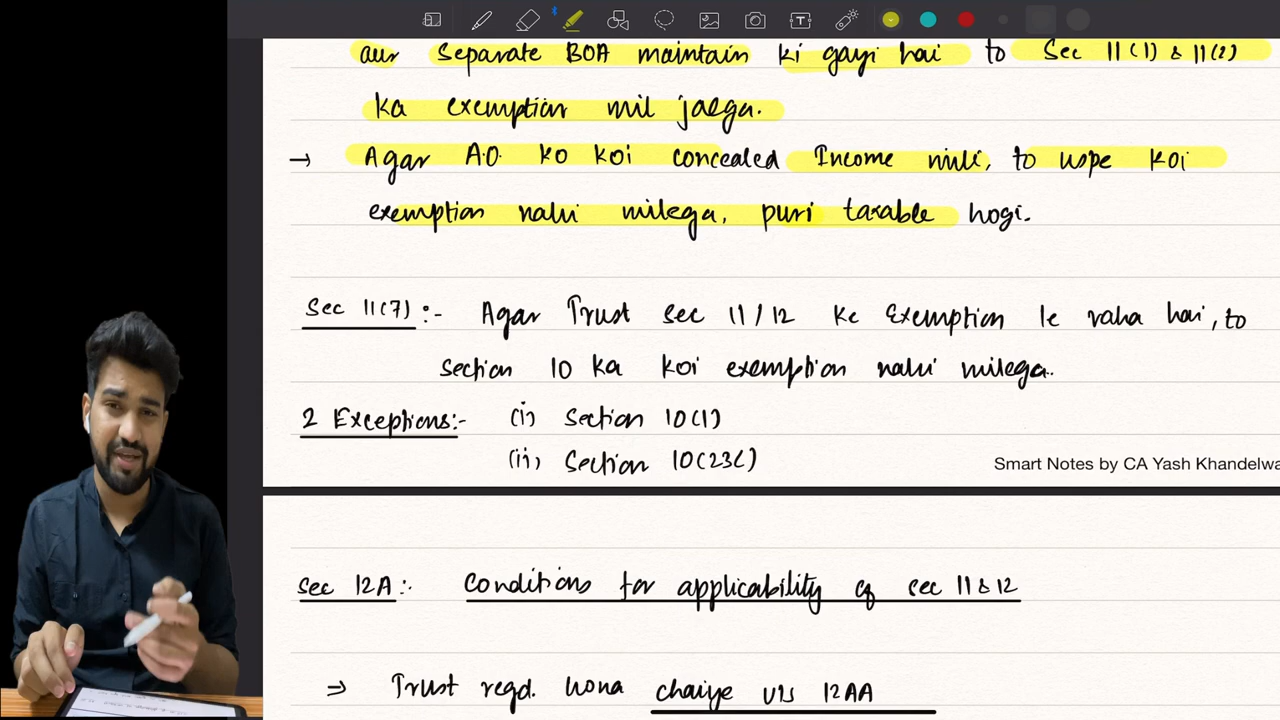 aur separate BOA maintain ki gayi hai to Sec 11(1) & 11(2)
ka exemption mil jaega.
→ Agar A.O. ko koi concealed Income mili, to uspe koi
exemption nahi milega, puri taxable hogi.
Sec 11(7) :- Agar Trust sec 11/12 ke Exemption le raha hai, to
section 10 ka koi exemption nahi milega.
2 Exceptions:- (i) Section 10(1)
(ii) Section 10(23C)
Smart Notes by CA Yash Khandelwa
Sec 12A:- Conditions for applicability of sec 11 & 12
⇒ Trust regd. hona chaiye u/s 12AA